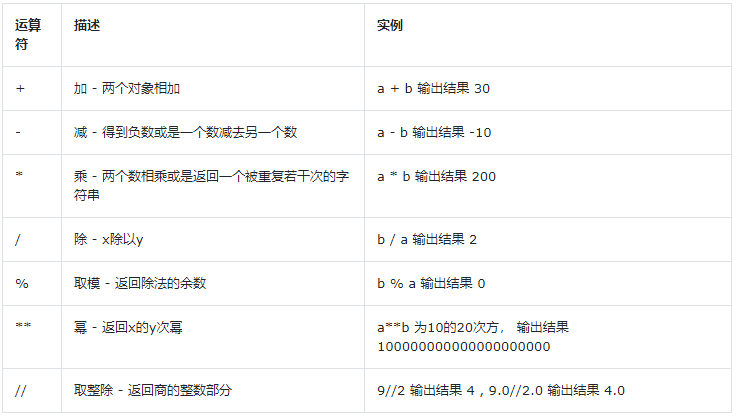 运算
符
描述
实例
+
加 - 两个对象相加
a + b 输出结果 30
-
减 - 得到负数或是一个数减去另一个数
a - b 输出结果 -10
*
乘 - 两个数相乘或是返回一个被重复若干次的字
符串
a * b 输出结果 200
/
除 - x除以y
b / a 输出结果 2
%
取模 - 返回除法的余数
b % a 输出结果 0
**
幂 - 返回x的y次幂
a**b 为10的20次方， 输出结果
100000000000000000000
//
取整除 - 返回商的整数部分
9//2 输出结果 4 , 9.0//2.0 输出结果 4.0